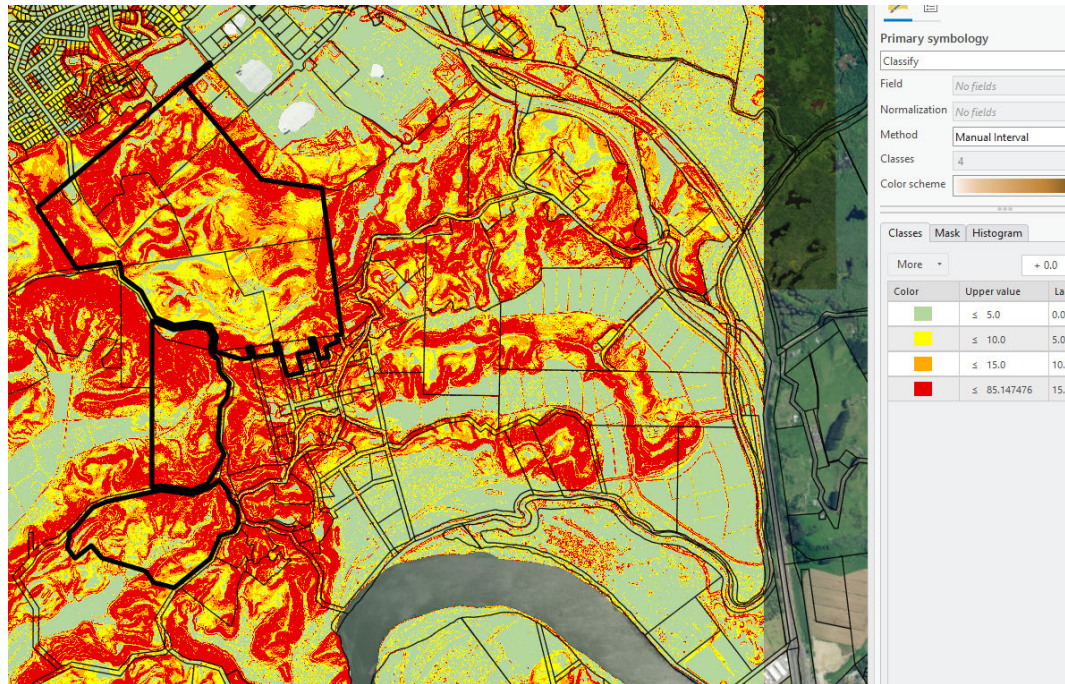 Primary symbology
Classify
Field
No fields
Normalization
No fields
Method
Manual Interval
Classes
4
Color scheme
Classes Mask Histogram
More
+ 0.0
Color Upper value La
≤ 5.0 0.0
≤ 10.0 5.0
≤ 15.0 10.
≤ 85.147476 15.